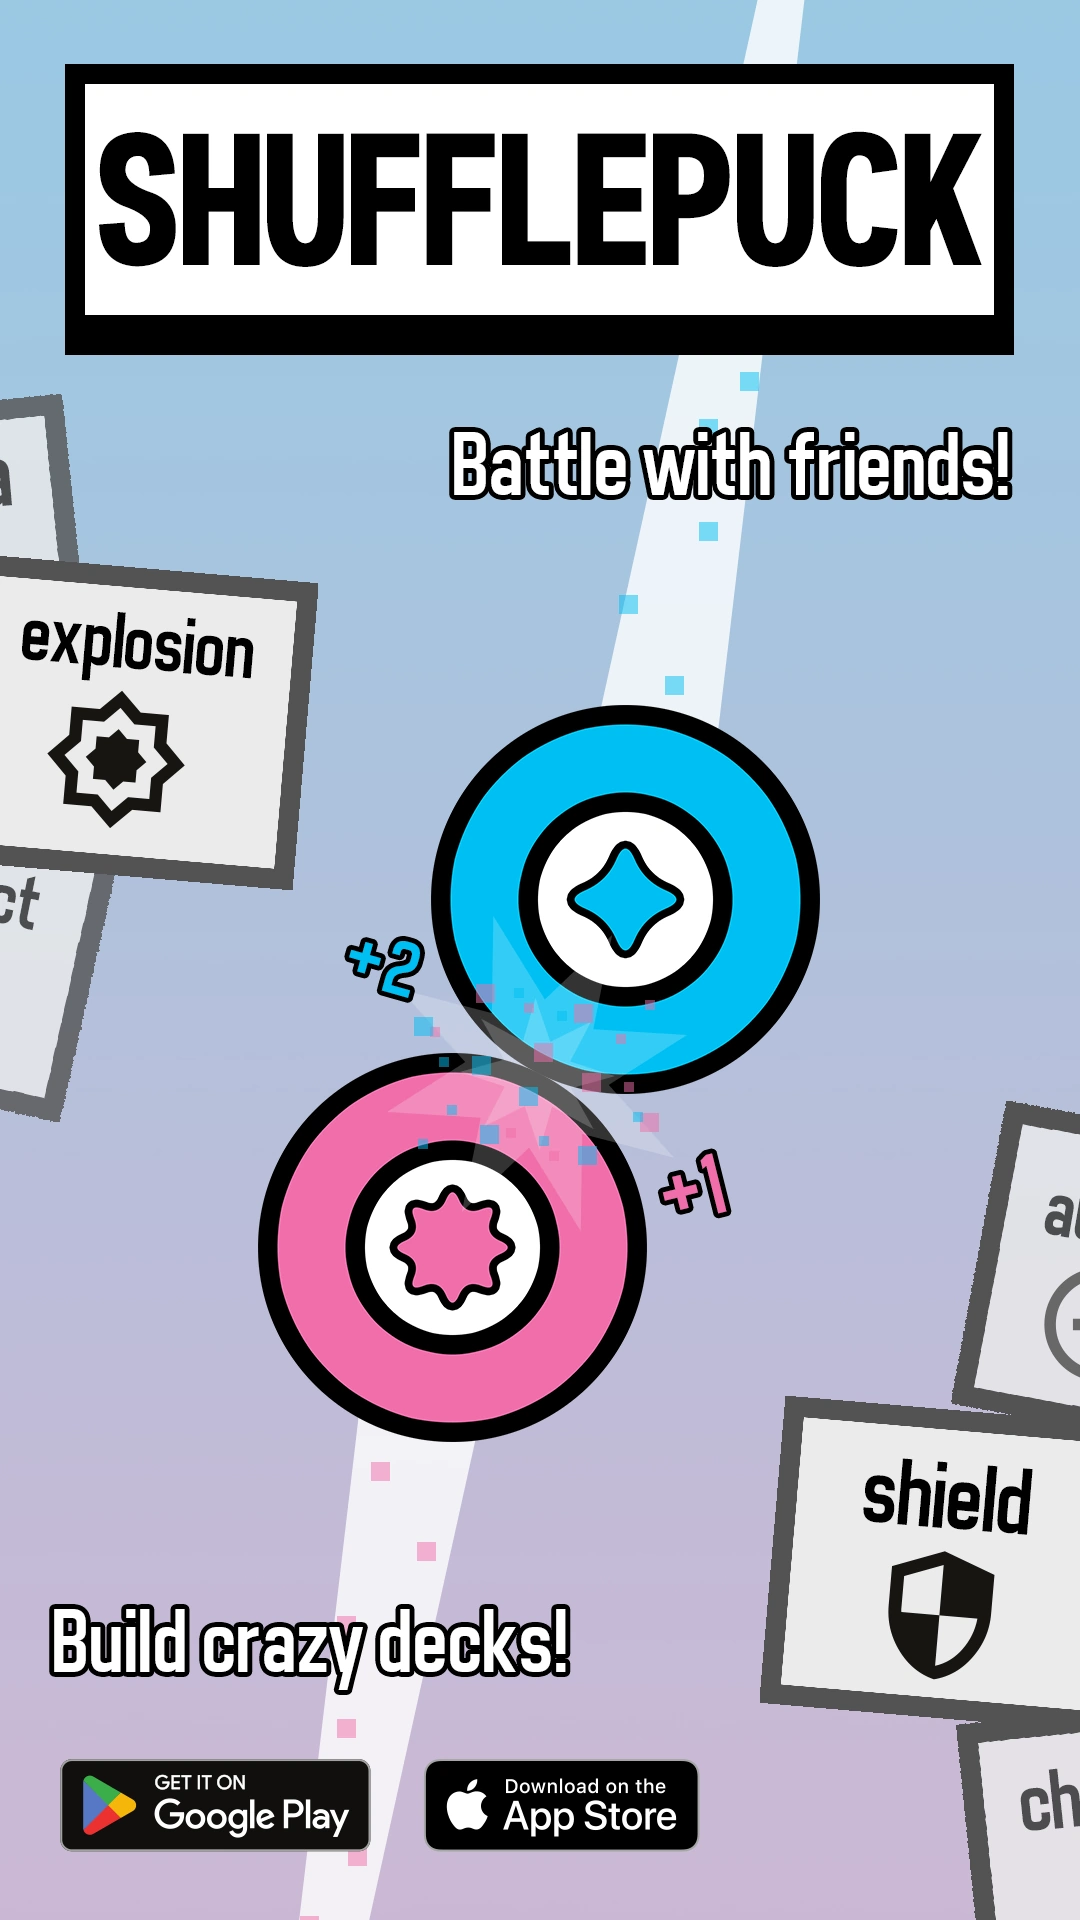 SHUFFLEPUCK
Battle with friends!
explosion
+2
+1
shield
Build crazy decks!
GET IT ON
Google Play
Download on the
App Store